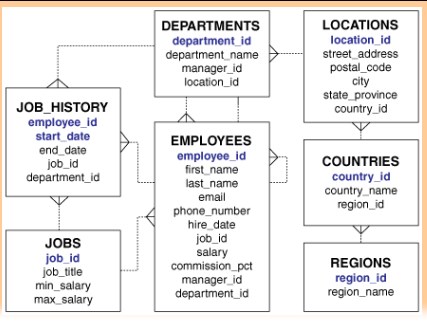 DEPARTMENTS
department_id
department_name
manager_id
location_id
LOCATIONS
location_id
street_address
postal_code
city
state_province
country_id
JOB_HISTORY
employee_id
start_date
end_date
job_id
department_id
EMPLOYEES
employee_id
first_name
last_name
email
phone_number
hire_date
job_id
salary
commission_pct
manager_id
department_id
COUNTRIES
country_id
country_name
region_id
JOBS
job_id
job_title
min_salary
max_salary
REGIONS
region_id
region_name